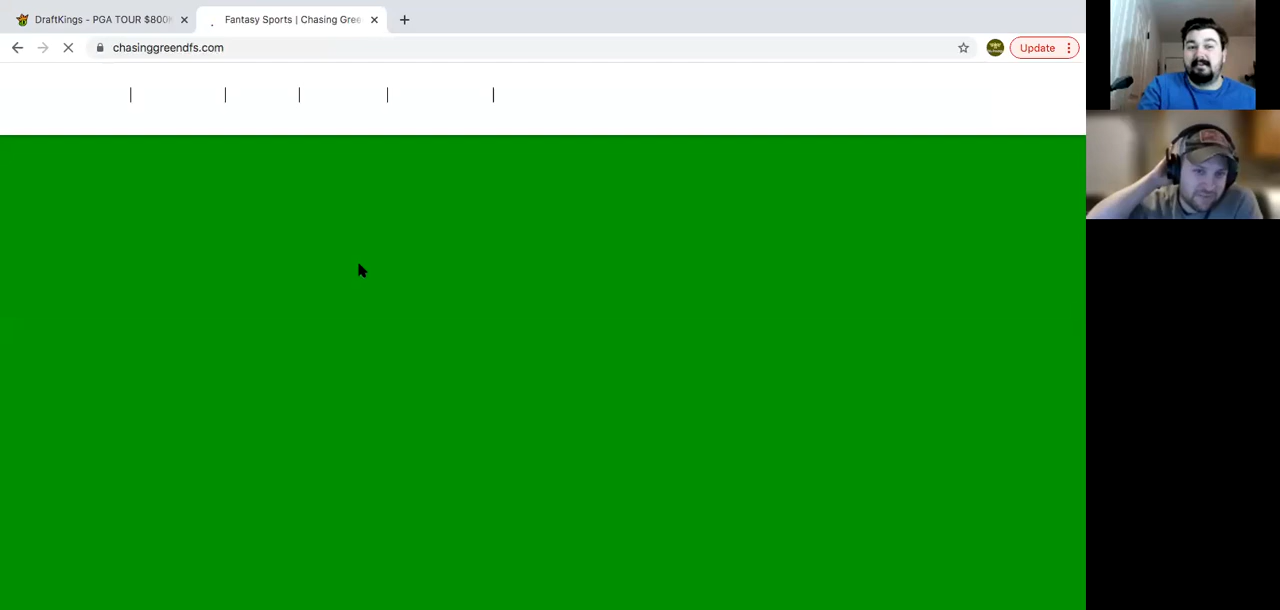 DraftKings - PGA TOUR $800K
Fantasy Sports | Chasing Gree
chasinggreendfs.com
Update